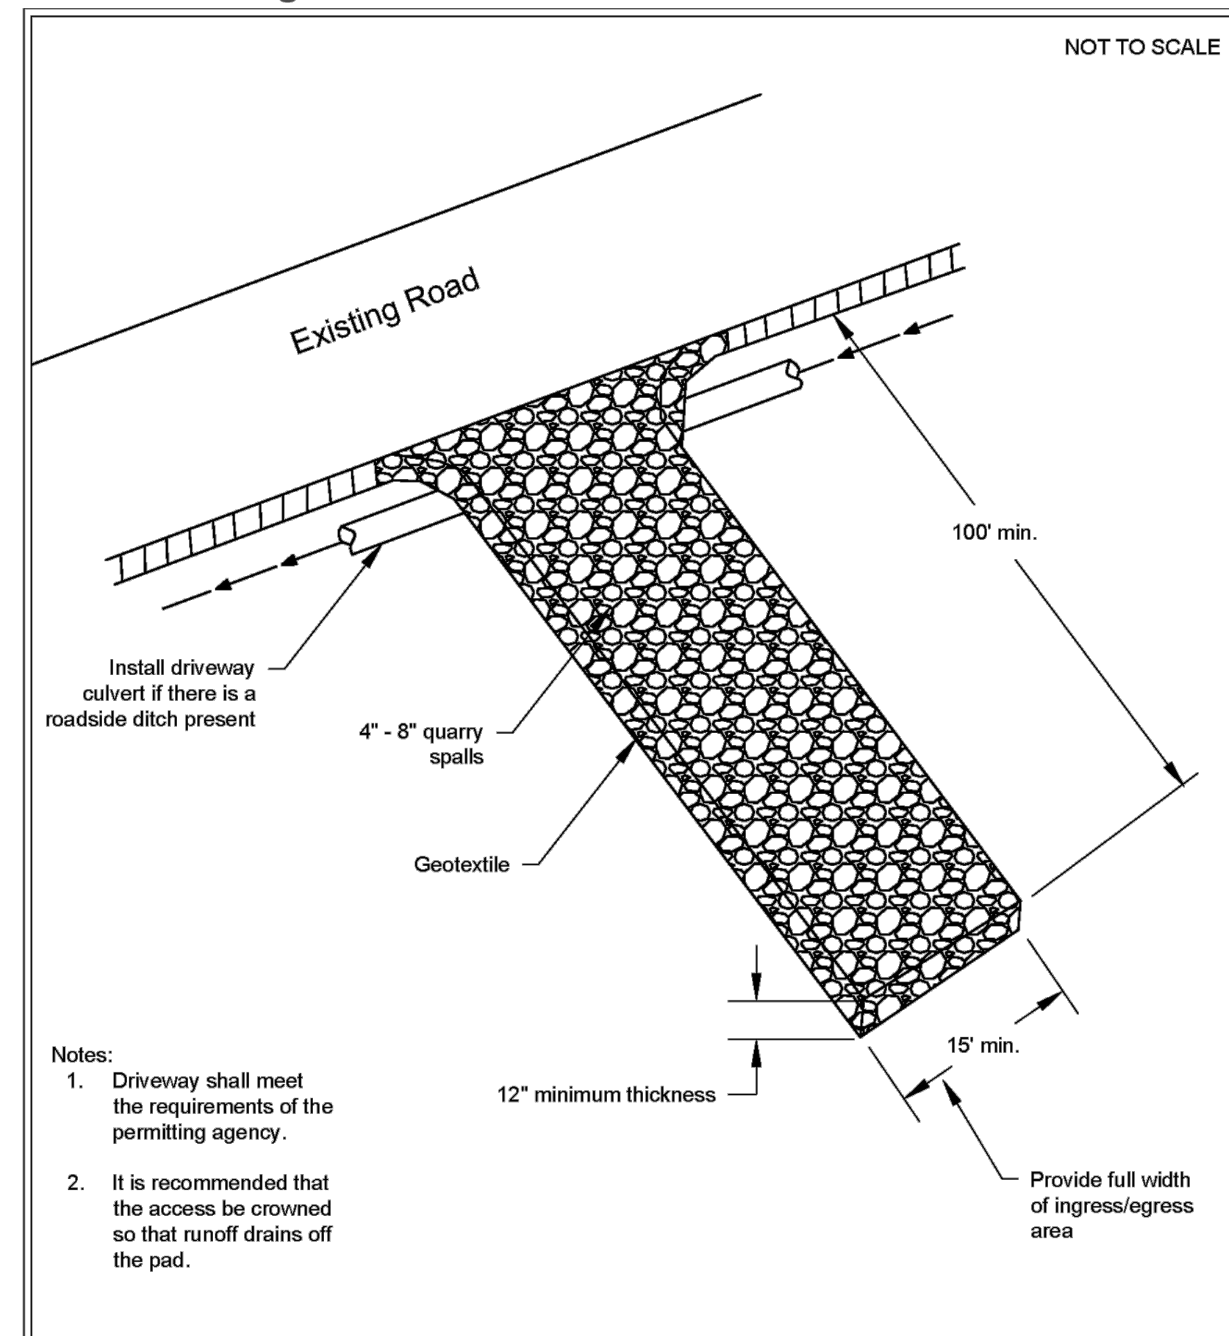 NOT TO SCALE
Existing Road
100' min.
Install driveway
culvert if there is a
roadside ditch present
4" - 8" quarry
spalls
Geotextile
15' min.
12" minimum thickness
Provide full width
of ingress/egress
area
Notes:
1. Driveway shall meet
the requirements of the
permitting agency.
2. It is recommended that
the access be crowned
so that runoff drains off
the pad.